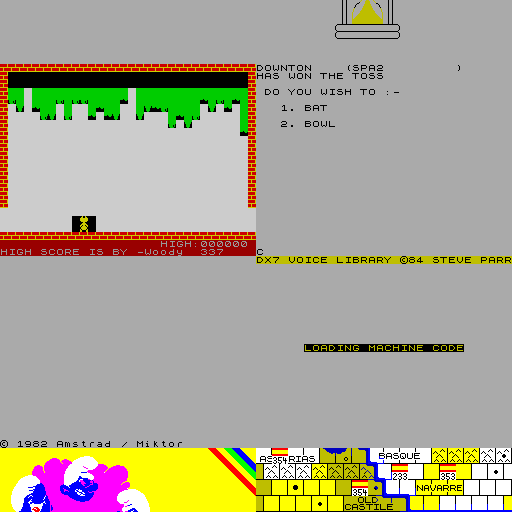 DOWNTON (SPA2 )
HAS WON THE TOSS
DO YOU WISH TO :-
1. BAT
2. BOWL
HIGH:000000
HIGH SCORE IS BY -Woody 337
C
DX7 VOICE LIBRARY ©84 STEVE PARR
LOADING MACHINE CODE
© 1982 Amstrad / Miktor
BASQUE
233
353
NAVARRE
354
OLD
CASTILE